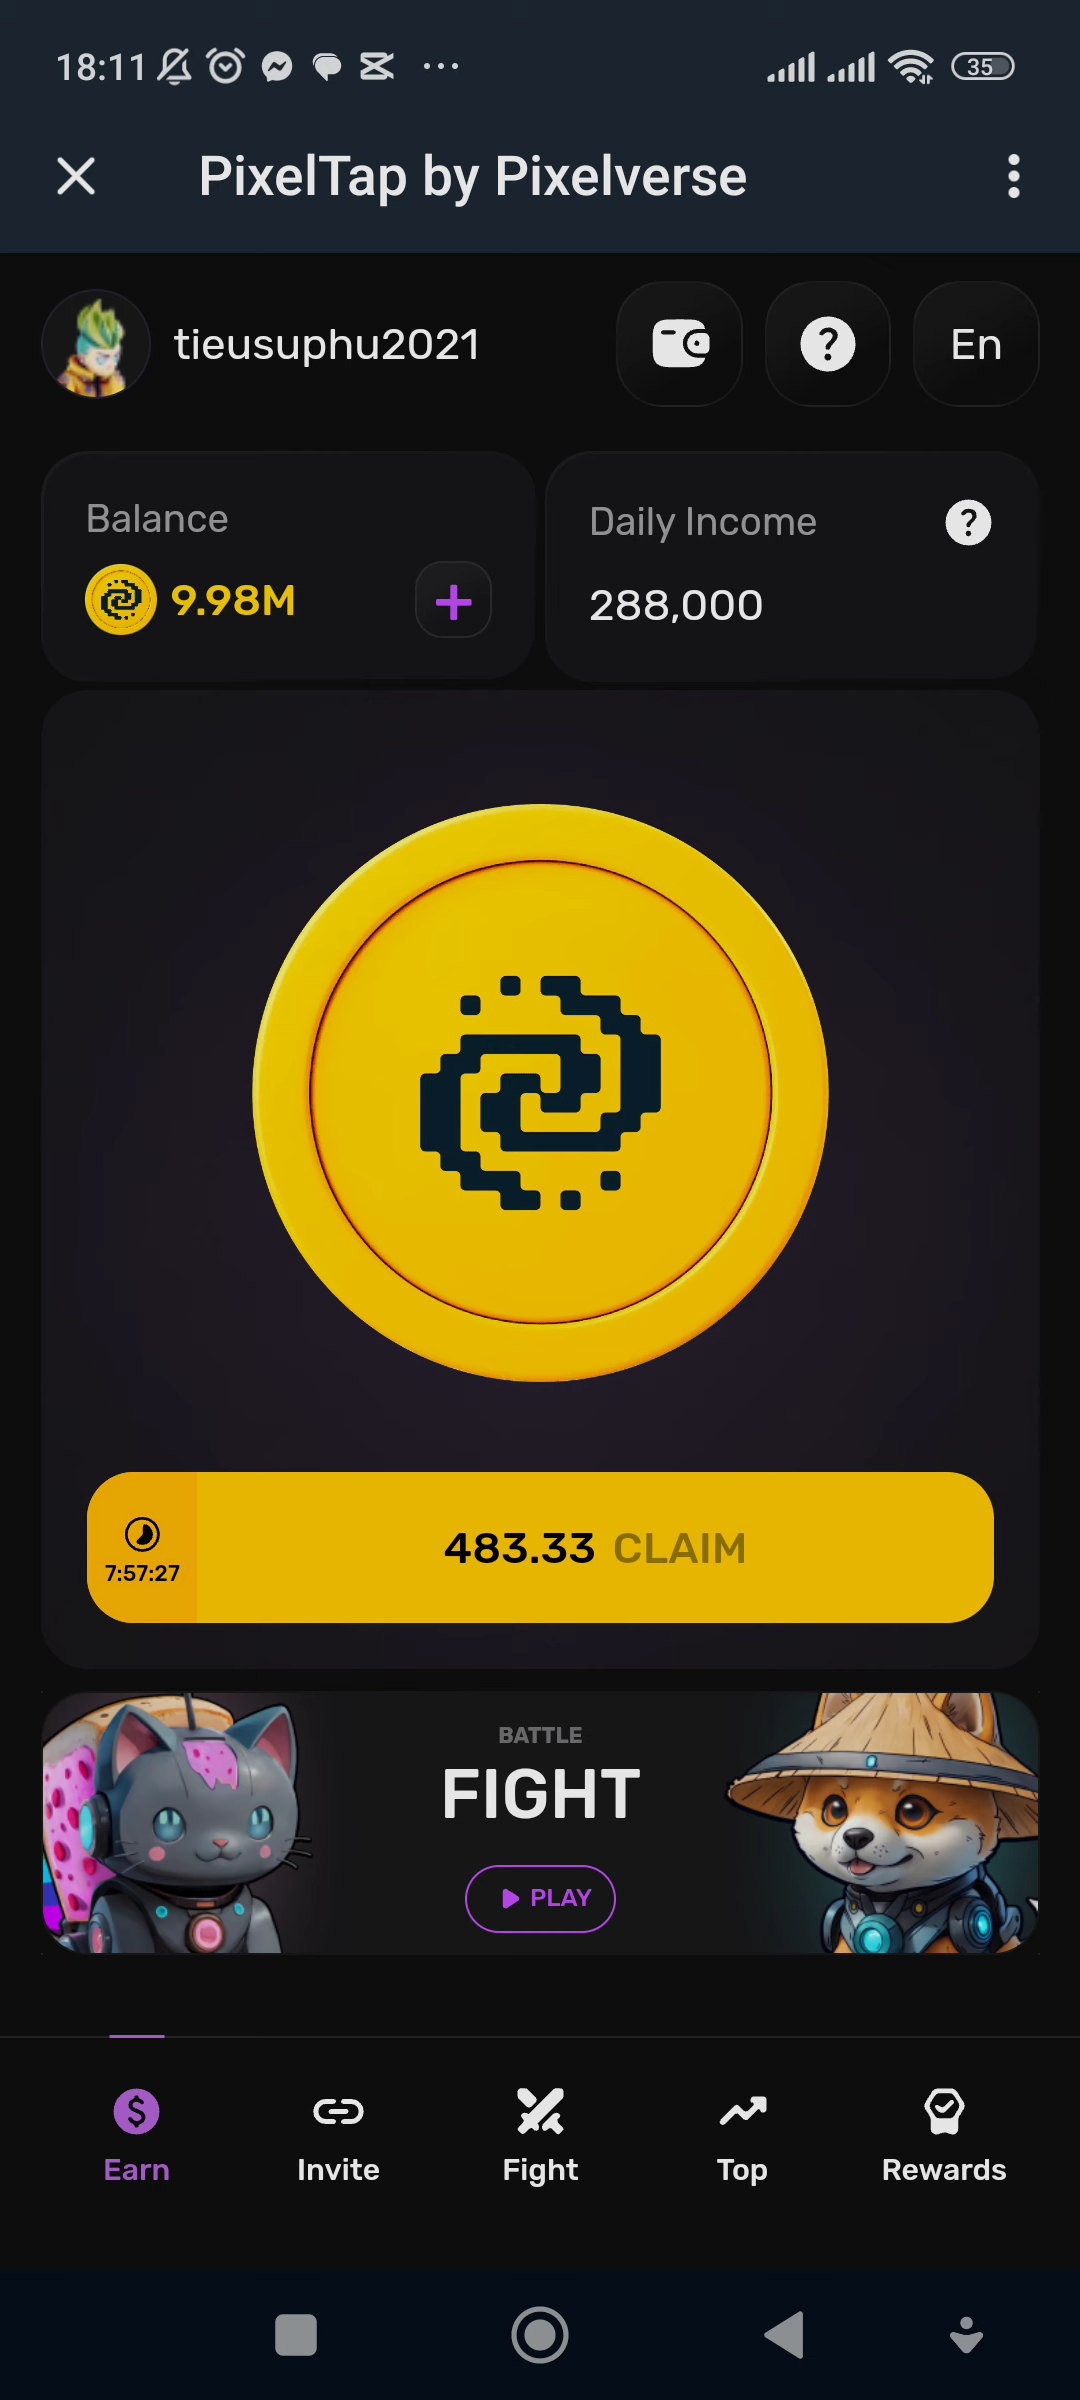 18:11
35
PixelTap by Pixelverse
tieusuphu2021
En
Balance
9.98M
Daily Income
288,000
7:57:27
483.33 CLAIM
BATTLE
FIGHT
PLAY
Earn
Invite
Fight
Top
Rewards